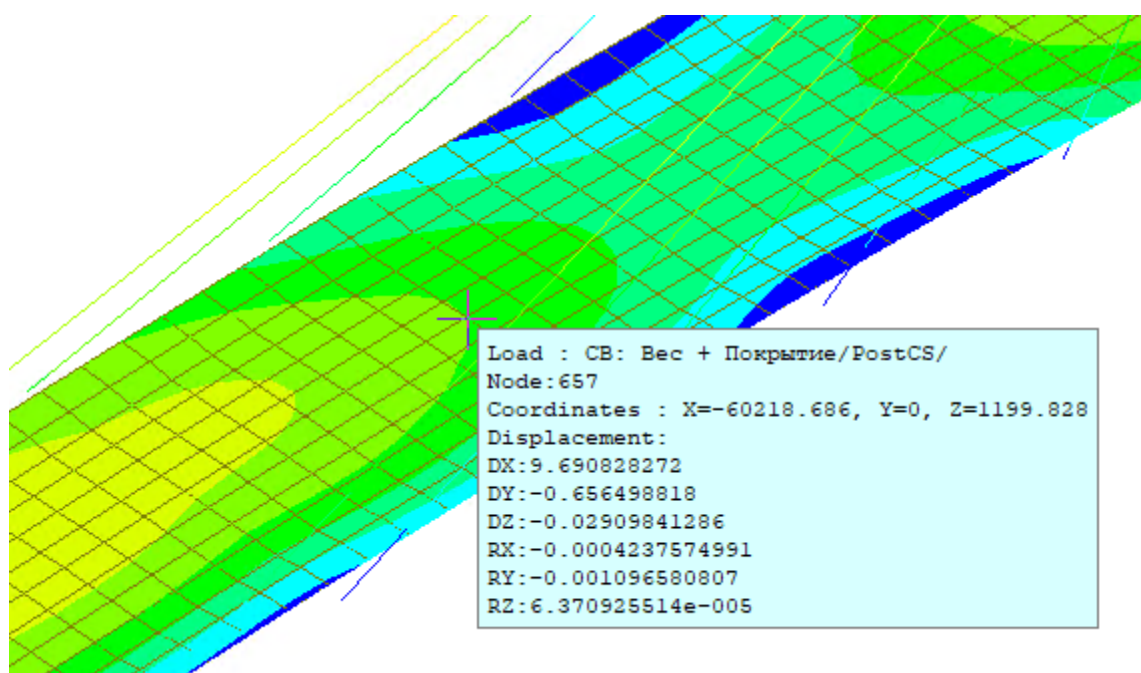 Load : CB: Вес + Покрытие/PostCS/
Node:657
Coordinates : X=-60218.686, Y=0, Z=1199.828
Displacement:
DX:9.690828272
DY:-0.656498818
DZ:-0.02909841286
RX:-0.0004237574991
RY:-0.001096580807
RZ:6.370925514e-005